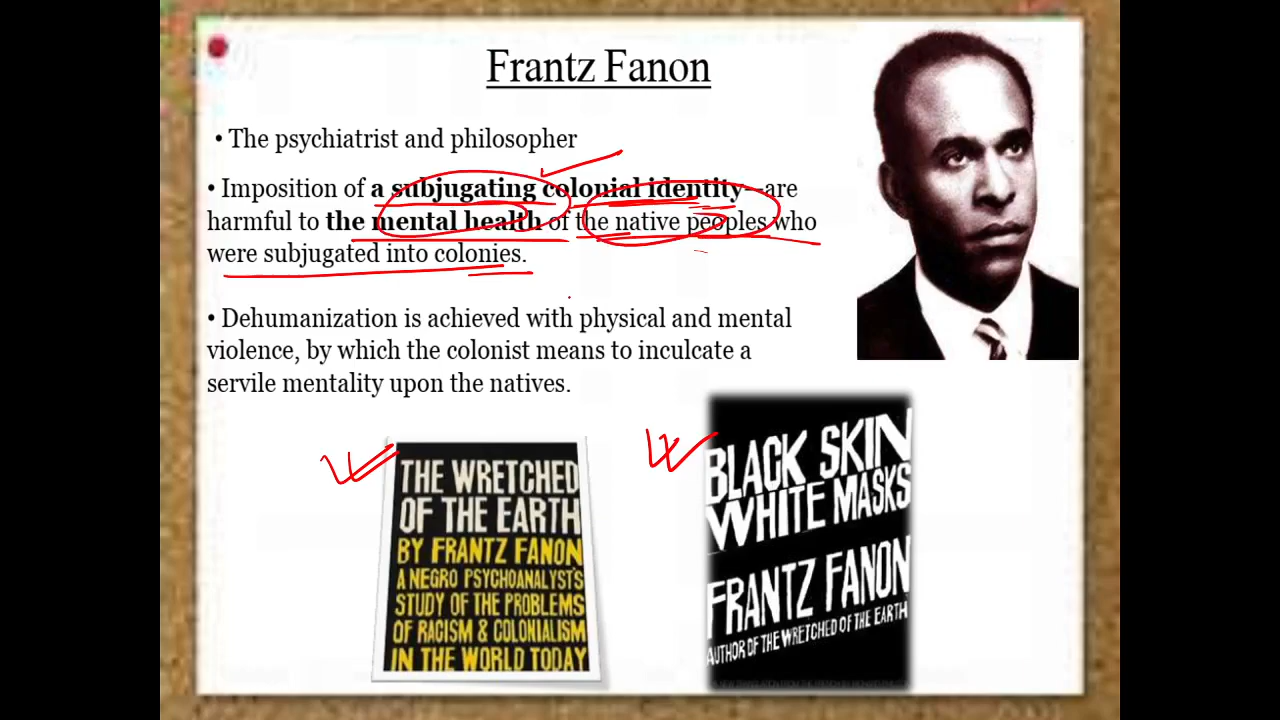 Frantz Fanon
• The psychiatrist and philosopher
• Imposition of a subjugating colonial identity—are
harmful to the mental health of the native peoples who
were subjugated into colonies.
• Dehumanization is achieved with physical and mental
violence, by which the colonist means to inculcate a
servile mentality upon the natives.
THE WRETCHED
OF THE EARTH
BY FRANTZ FANON
A NEGRO PSYCHOANALYST'S
STUDY OF THE PROBLEMS
OF RACISM & COLONIALISM
IN THE WORLD TODAY
BLACK SKIN
WHITE MASKS
FRANTZ FANON
AUTHOR OF THE WRETCHED OF THE EARTH